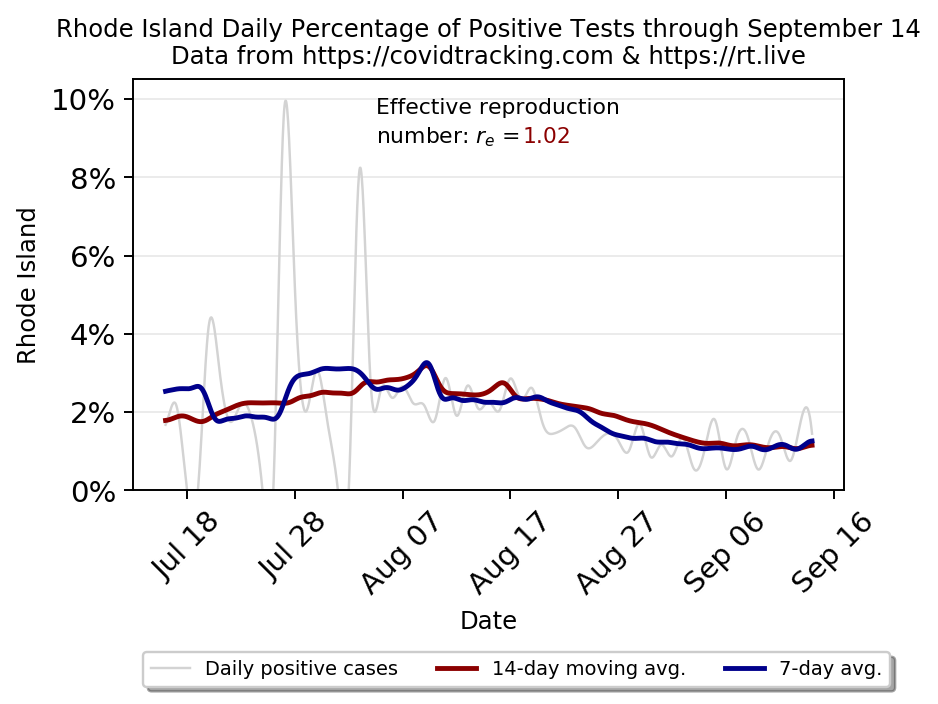 Rhode Island Daily Percentage of Positive Tests through September 14
Data from https://covidtracking.com & https://rt.live
Effective reproduction
number: rₑ =1.02
10%
8%
6%
4%
2%
0%
Rhode Island
Jul 18
Jul 28
Aug 07
Aug 17
Aug 27
Sep 06
Sep 16
Date
Daily positive cases
14-day moving avg.
7-day avg.